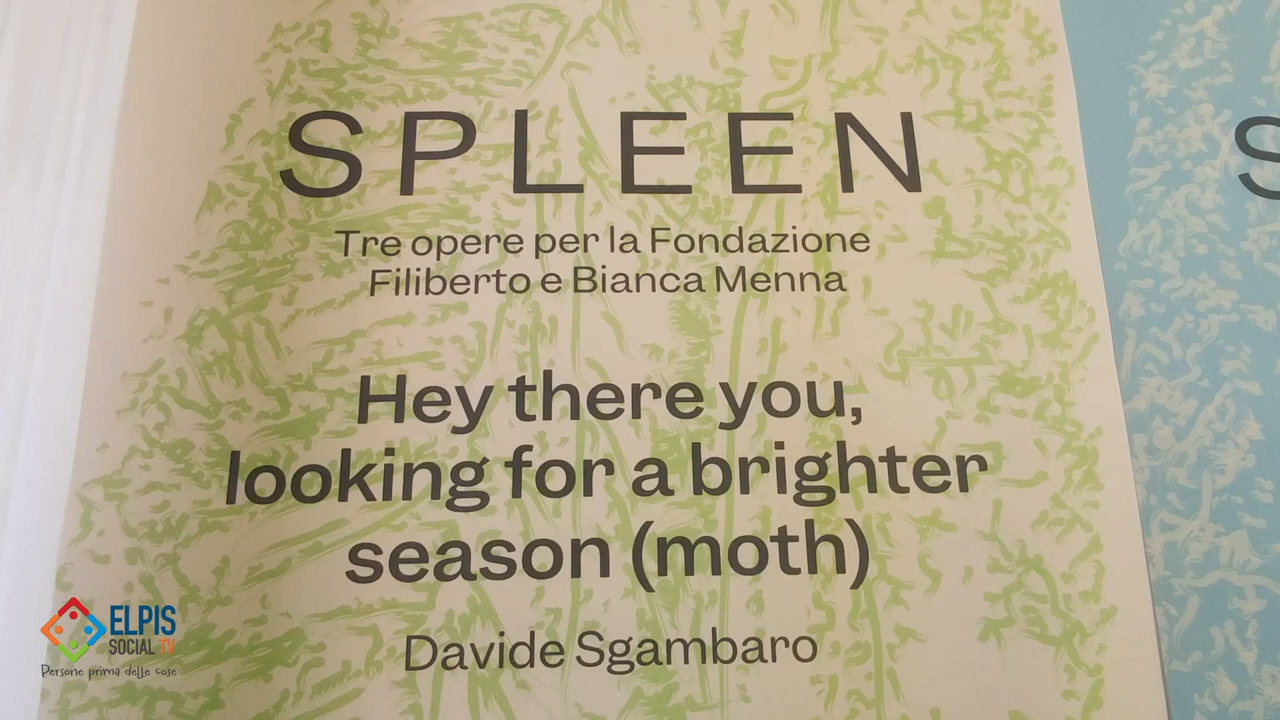 SPLEEN
Tre opere per la Fondazione
Filiberto e Bianca Menna
Hey there you,
looking for a brighter
season (moth)
Davide Sgambaro
S
ELPIS
SOCIAL TV
Persone prima delle cose